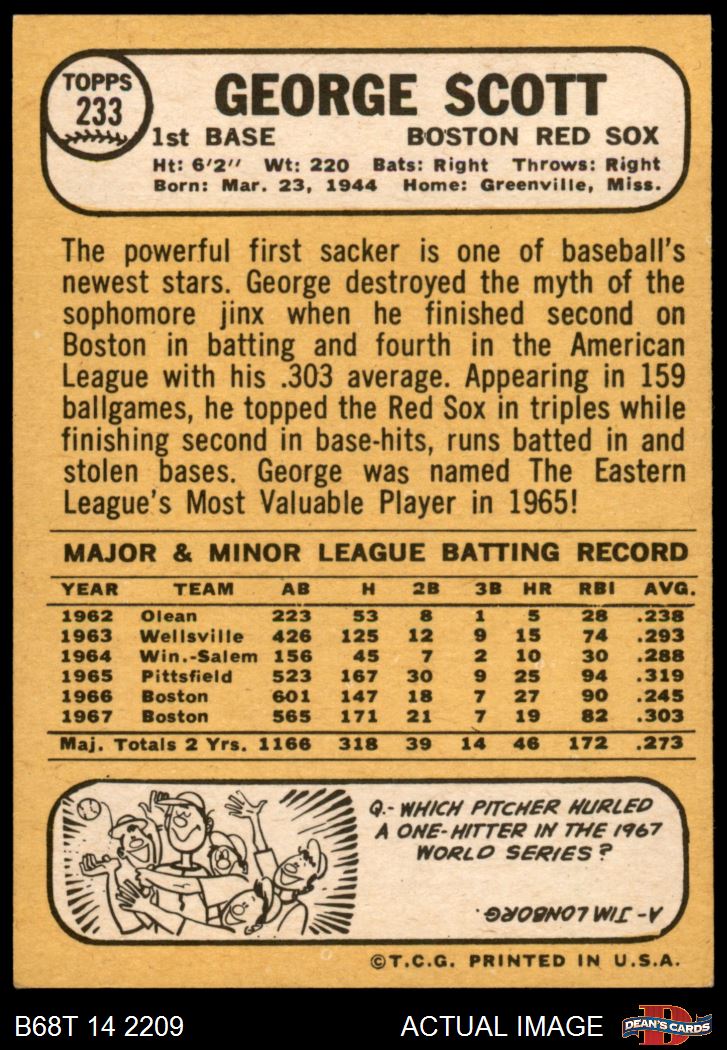 TOPPS
233
GEORGE SCOTT
1st BASE BOSTON RED SOX
Ht: 6'2" Wt: 220 Bats: Right Throws: Right
Born: Mar. 23, 1944 Home: Greenville, Miss.
The powerful first sacker is one of baseball's
newest stars. George destroyed the myth of the
sophomore jinx when he finished second on
Boston in batting and fourth in the American
League with his .303 average. Appearing in 159
ballgames, he topped the Red Sox in triples while
finishing second in base-hits, runs batted in and
stolen bases. George was named The Eastern
League's Most Valuable Player in 1965!
MAJOR & MINOR LEAGUE BATTING RECORD
YEAR TEAM AB H 2B 3B HR RBI AVG.
1962 Olean 223 53 8 1 5 28 .238
1963 Wellsville 426 125 12 9 15 74 .293
1964 Win.-Salem 156 45 7 2 10 30 .288
1965 Pittsfield 523 167 30 9 25 94 .319
1966 Boston 601 147 18 7 27 90 .245
1967 Boston 565 171 21 7 19 82 .303
Maj. Totals 2 Yrs. 1166 318 39 14 46 172 .273
Q.- WHICH PITCHER HURLED
A ONE-HITTER IN THE 1967
WORLD SERIES?
A - JIM LONBORG.
©T.C.G. PRINTED IN U.S.A.
B68T 14 2209 ACTUAL IMAGE
D
DEAN'S CARDS